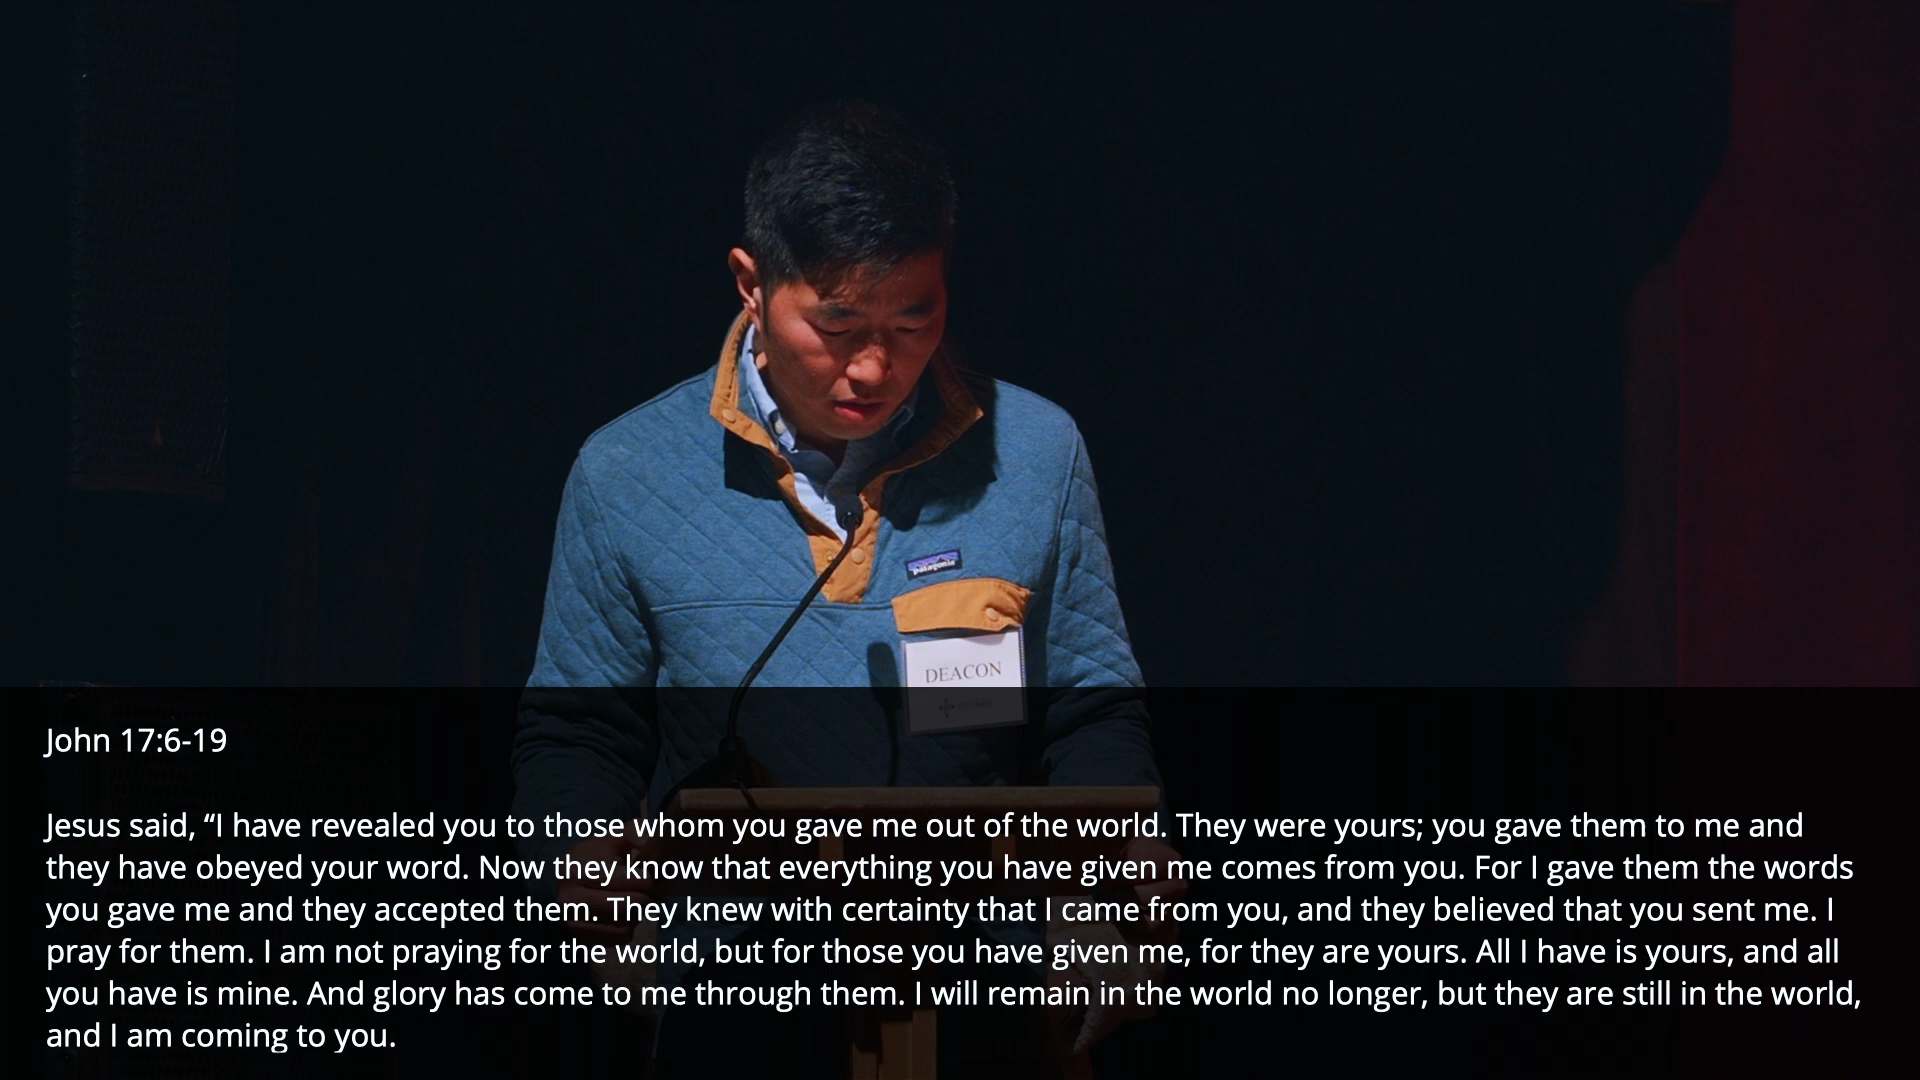 patagonia
DEACON
John 17:6-19
Jesus said, “I have revealed you to those whom you gave me out of the world. They were yours; you gave them to me and
they have obeyed your word. Now they know that everything you have given me comes from you. For I gave them the words
you gave me and they accepted them. They knew with certainty that I came from you, and they believed that you sent me. I
pray for them. I am not praying for the world, but for those you have given me, for they are yours. All I have is yours, and all
you have is mine. And glory has come to me through them. I will remain in the world no longer, but they are still in the world,
and I am coming to you.